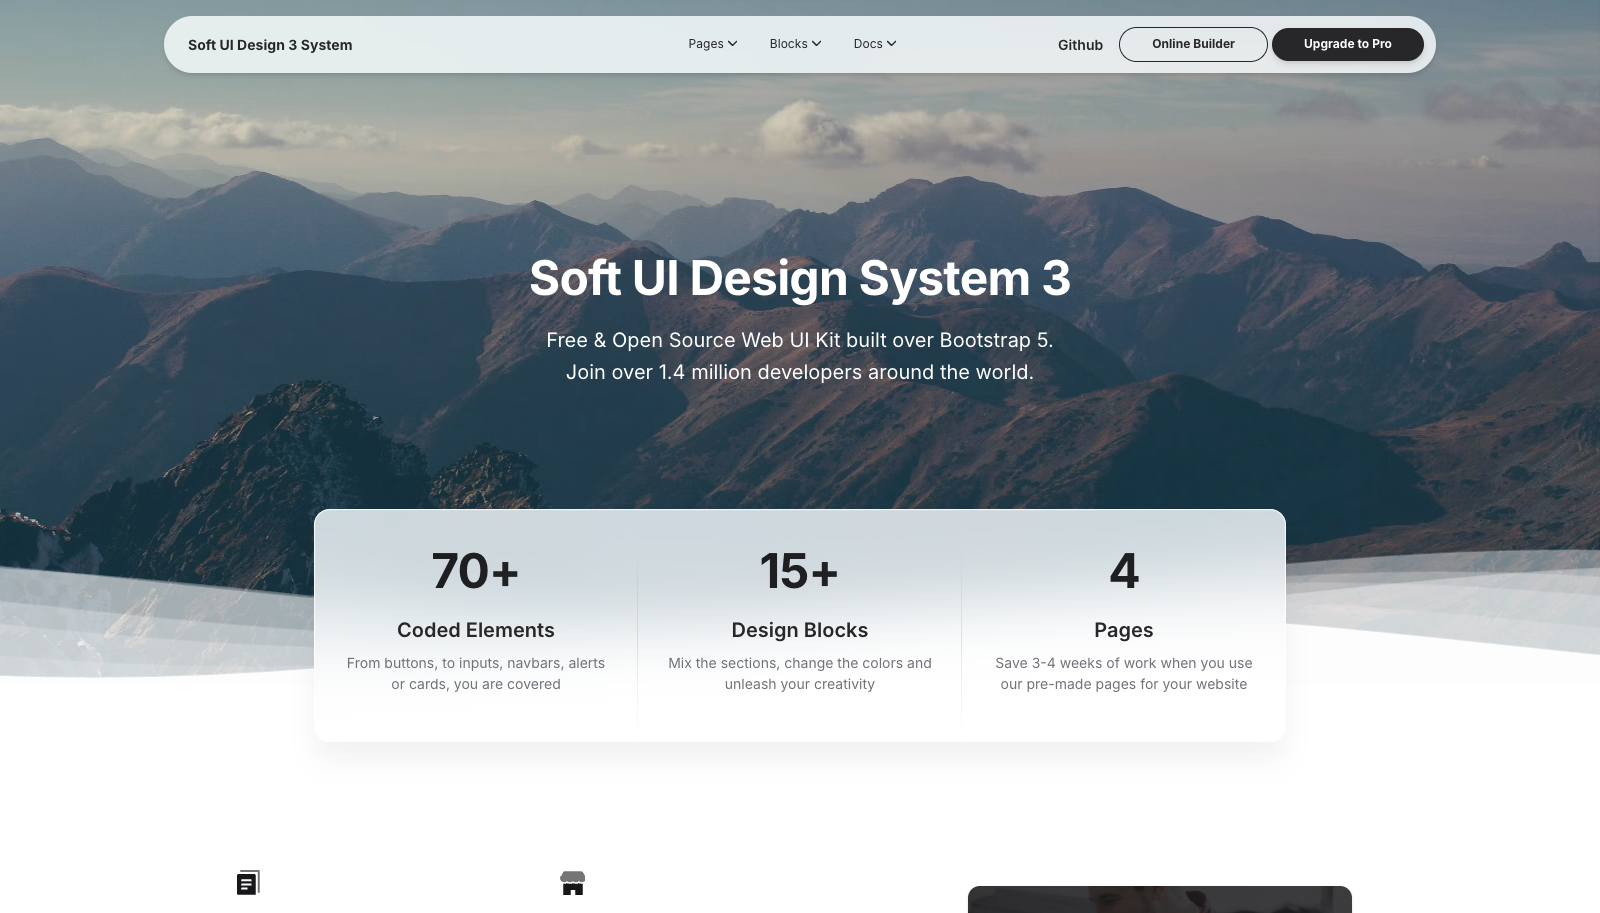 Soft UI Design 3 System
Pages
Blocks
Docs
Github
Online Builder
Upgrade to Pro
Soft UI Design System 3
Free & Open Source Web UI Kit built over Bootstrap 5.
Join over 1.4 million developers around the world.
70+
Coded Elements
From buttons, to inputs, navbars, alerts
or cards, you are covered
15+
Design Blocks
Mix the sections, change the colors and
unleash your creativity
4
Pages
Save 3-4 weeks of work when you use
our pre-made pages for your website